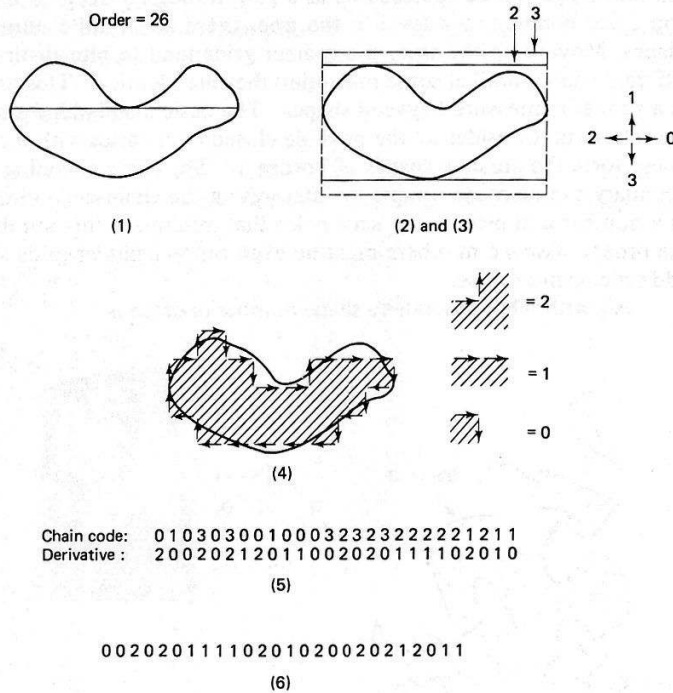 Order = 26
2 3
2 1 0
3
(1)
(2) and (3)
= 2
= 1
= 0
(4)
Chain code: 0 1 0 3 0 3 0 0 1 0 0 0 3 2 3 2 3 2 2 2 2 2 1 2 1 1
Derivative : 2 0 0 2 0 2 1 2 0 1 1 0 0 2 0 2 0 1 1 1 1 0 2 0 1 0
(5)
0 0 2 0 2 0 1 1 1 1 0 2 0 1 0 2 0 0 2 0 2 1 2 0 1 1
(6)